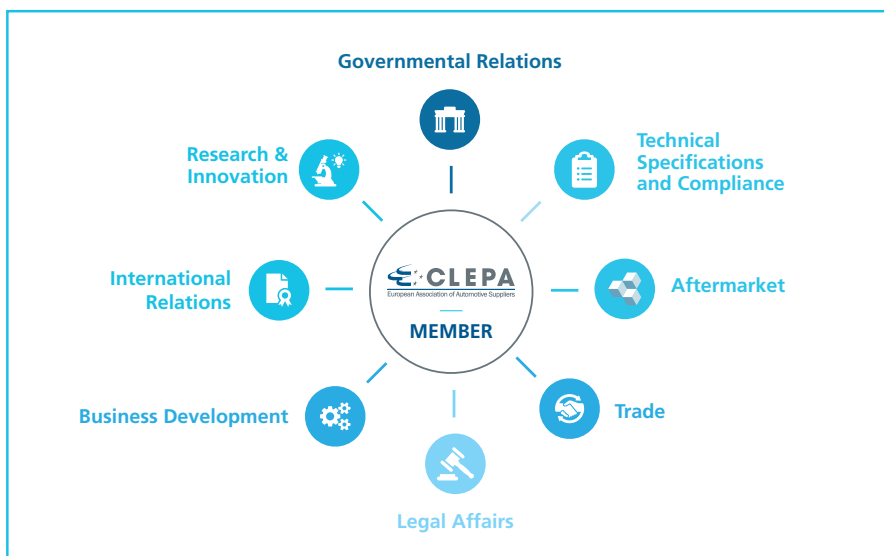 Governmental Relations
Research &
Innovation
Technical
Specifications
and Compliance
International
Relations
CLEPA
European Association of Automotive Suppliers
MEMBER
Aftermarket
Business Development
Trade
Legal Affairs